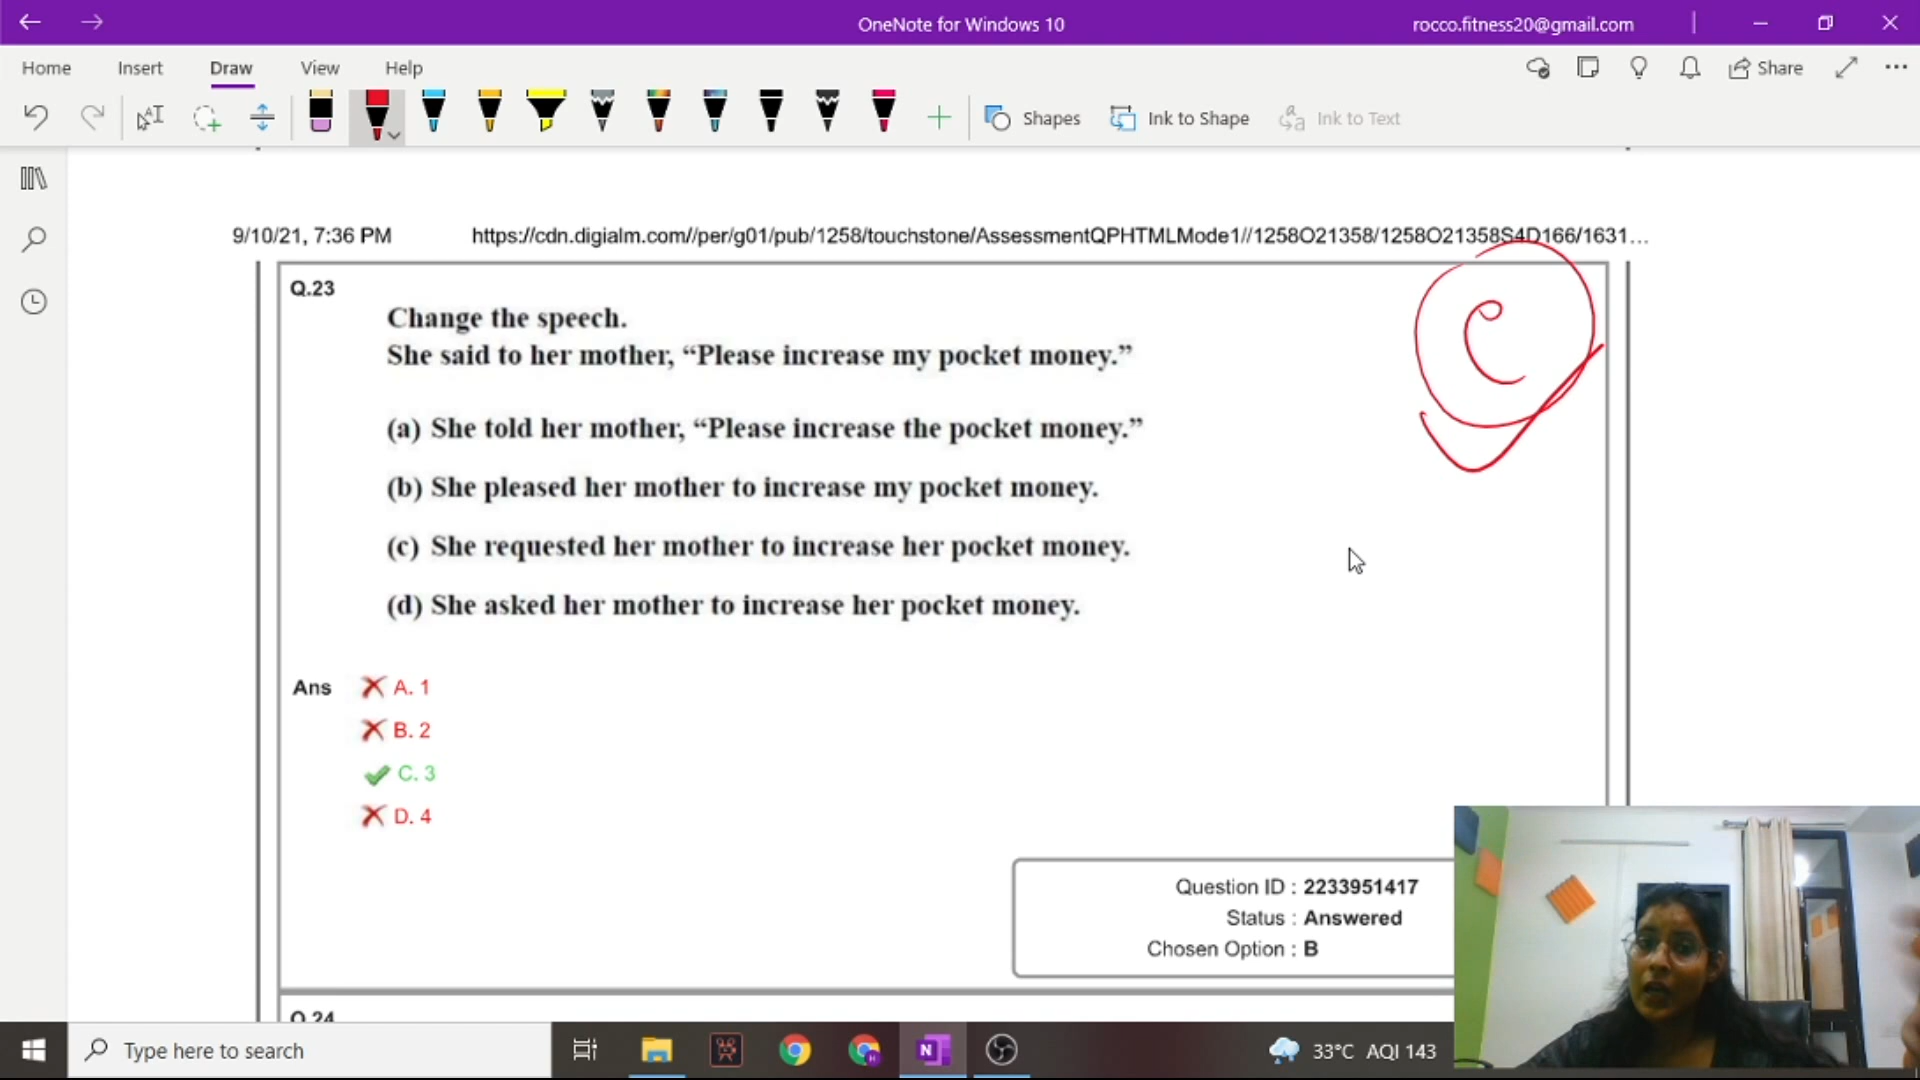 OneNote for Windows 10
rocco.fitness20@gmail.com
Home Insert Draw View Help
Share
Shapes Ink to Shape Ink to Text
9/10/21, 7:36 PM https://cdn.digialm.com//per/g01/pub/1258/touchstone/AssessmentQPHTMLMode1//1258O21358/1258O21358S4D166/1631...
Q.23
Change the speech.
She said to her mother, “Please increase my pocket money.”
(a) She told her mother, “Please increase the pocket money.”
(b) She pleased her mother to increase my pocket money.
(c) She requested her mother to increase her pocket money.
(d) She asked her mother to increase her pocket money.
C
Ans A. 1
B. 2
C. 3
D. 4
Question ID : 2233951417
Status : Answered
Chosen Option : B
Q.24
Type here to search
33°C AQI 143